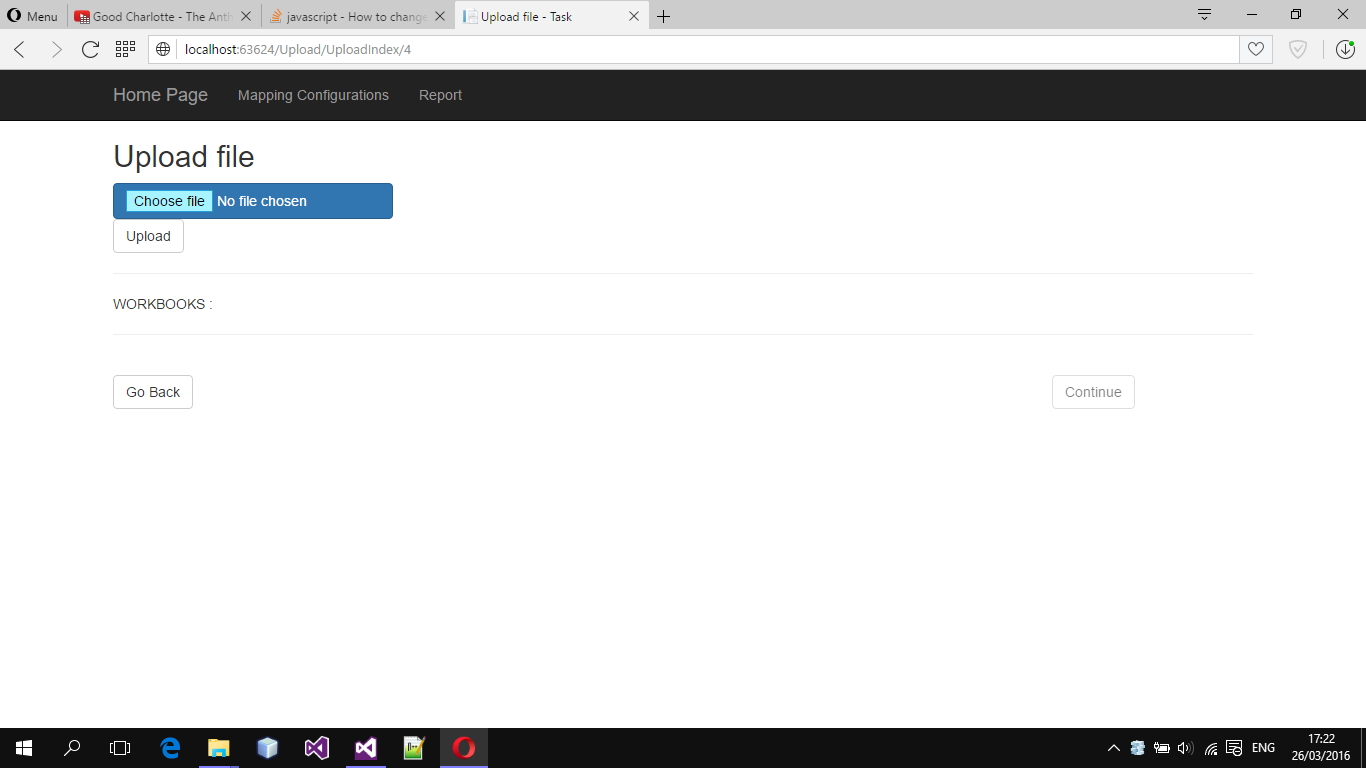 Menu
Good Charlotte - The Anth
javascript - How to change
Upload file - Task
localhost:63624/Upload/UploadIndex/4
Home Page Mapping Configurations Report
Upload file
Choose file No file chosen
Upload
WORKBOOKS :
Go Back Continue
ENG
17:22
26/03/2016